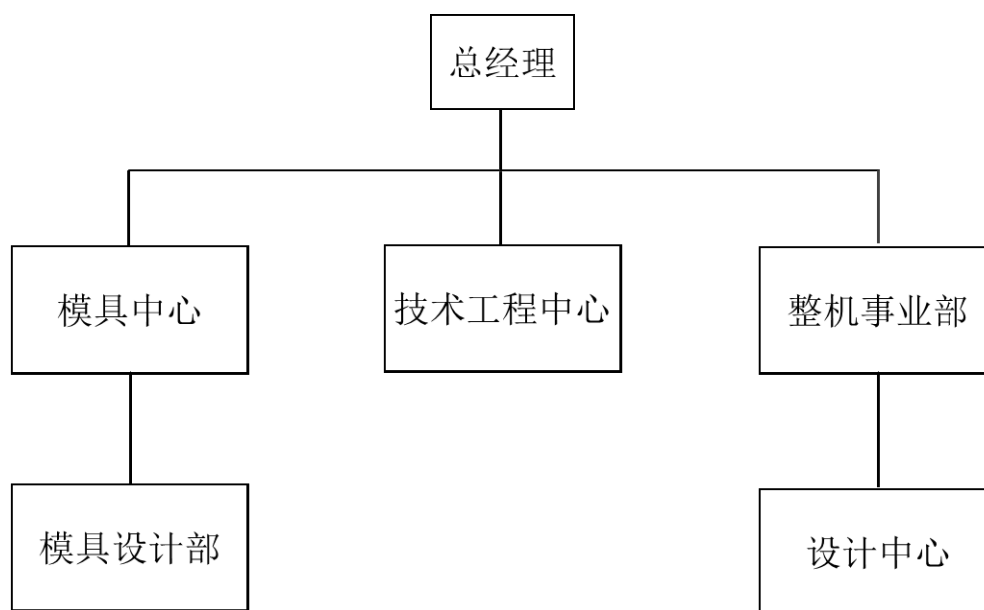 总经理
模具中心
技术工程中心
整机事业部
模具设计部
设计中心